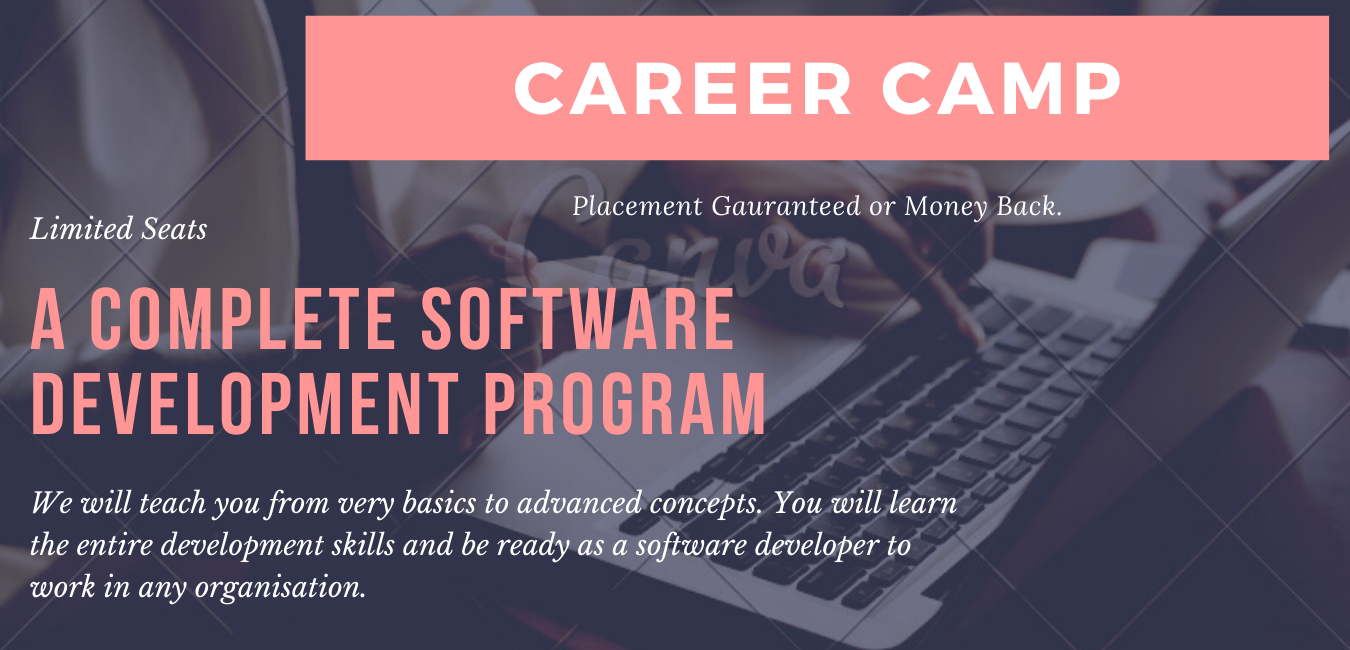 CAREER CAMP
Placement Gauranteed or Money Back.
Limited Seats
Canva
A COMPLETE SOFTWARE
DEVELOPMENT PROGRAM
We will teach you from very basics to advanced concepts. You will learn
the entire development skills and be ready as a software developer to
work in any organisation.